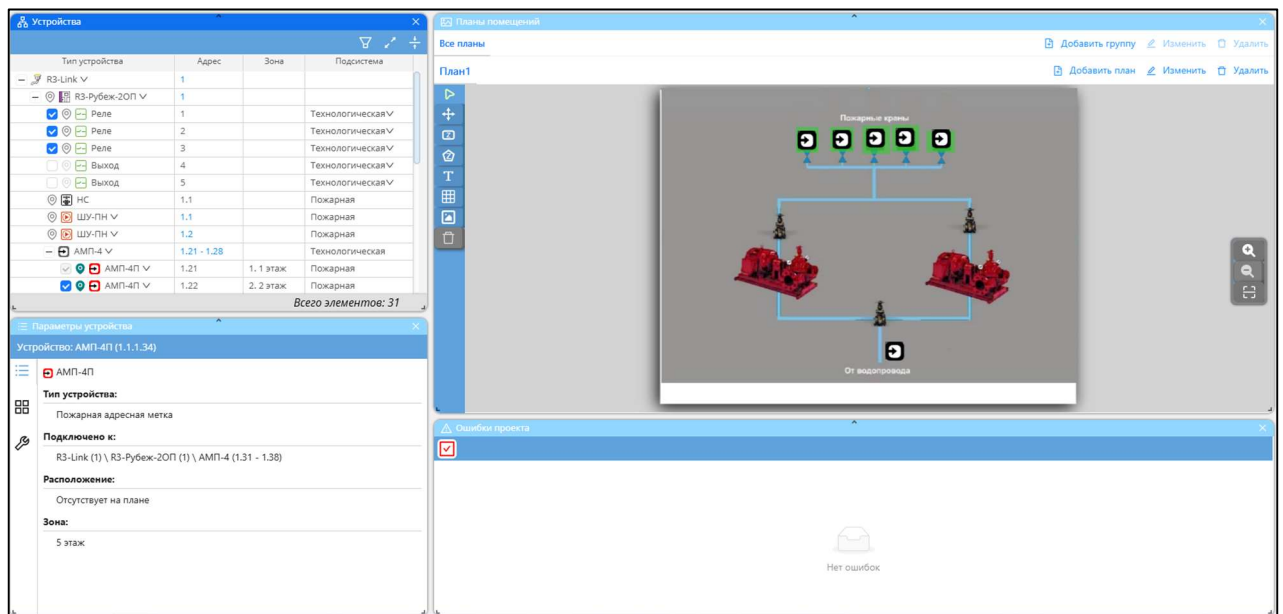 Устройства
Тип устройства Адрес Зона Подсистема
R3-Link 1
R3-Рубеж-2ОП 1
Реле 1 Технологическая
Реле 2 Технологическая
Реле 3 Технологическая
Выход 4 Технологическая
Выход 5 Технологическая
НС 1.1 Пожарная
ШУ-ПН 1.1 Пожарная
ШУ-ПН 1.2 Пожарная
АМП-4 1.21 - 1.28 Технологическая
АМП-4П 1.21 1. 1 этаж Пожарная
АМП-4П 1.22 2. 2 этаж Пожарная
Всего элементов: 31
Параметры устройства
Устройство: АМП-4П (1.1.1.34)
АМП-4П
Тип устройства:
Пожарная адресная метка
Подключено к:
R3-Link (1) \ R3-Рубеж-2ОП (1) \ АМП-4 (1.31 - 1.38)
Расположение:
Отсутствует на плане
Зона:
5 этаж
Планы помещений
Все планы Добавить группу Изменить Удалить
План1 Добавить план Изменить Удалить
T
Пожарные краны
От водопровода
Ошибки проекта
Нет ошибок